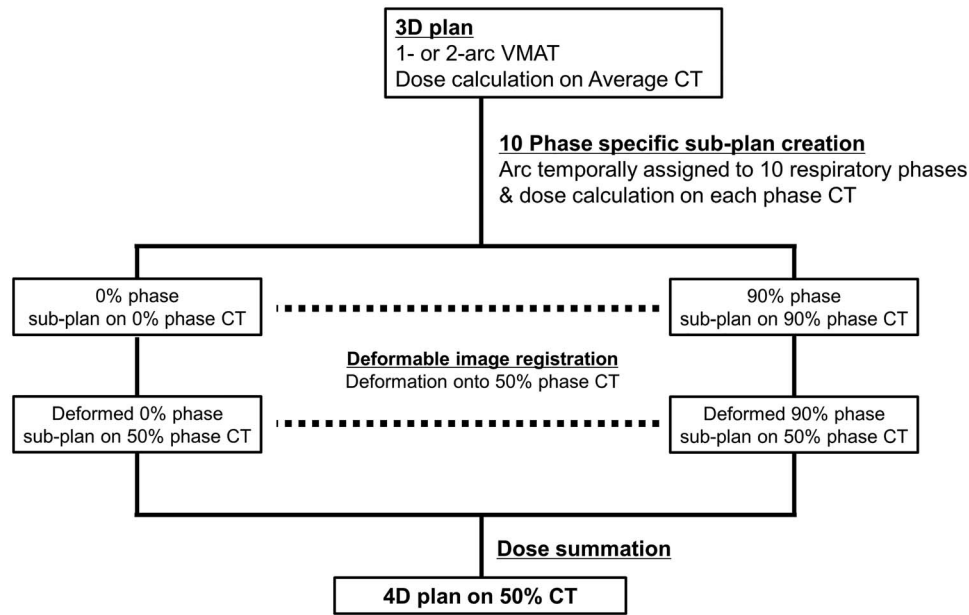 3D plan
1- or 2-arc VMAT
Dose calculation on Average CT
10 Phase specific sub-plan creation
Arc temporally assigned to 10 respiratory phases
& dose calculation on each phase CT
0% phase
sub-plan on 0% phase CT
90% phase
sub-plan on 90% phase CT
Deformable image registration
Deformation onto 50% phase CT
Deformed 0% phase
sub-plan on 50% phase CT
Deformed 90% phase
sub-plan on 50% phase CT
Dose summation
4D plan on 50% CT